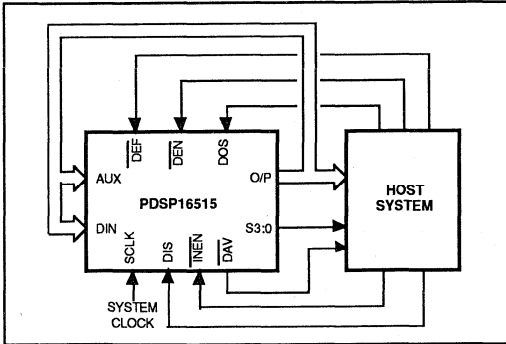 DEF
DEN
DOS
AUX
O/P
PDSP16515
HOST
SYSTEM
DIN
S3:0
SCLK
DIS
INEN
DAV
SYSTEM
CLOCK